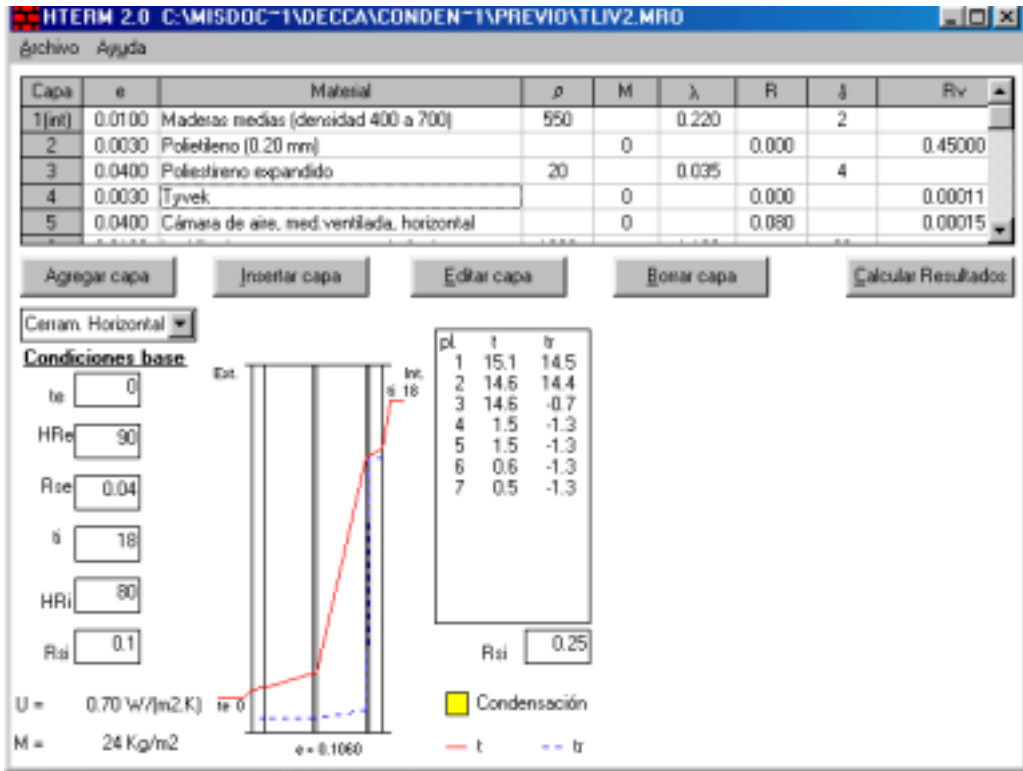 HTERM 2.0 C:\MISDOC~1\DECCA\CONDEN~1\PREVIO\TLIV2.MRO
Archivo Ayuda
Capa e Material ρ M λ R δ Rv
1(int) 0.0100 Maderas medias (densidad 400 a 700) 550 0.220 2
2 0.0030 Polietileno (0.20 mm) 0 0.000 0.45000
3 0.0400 Poliestireno expandido 20 0.035 4
4 0.0030 Tyvek 0 0.000 0.00011
5 0.0400 Cámara de aire, med.ventilada, horizontal 0 0.080 0.00015
Agregar capa Insertar capa Editar capa Borrar capa Calcular Resultados
Cerram. Horizontal
Condiciones base
te 0
HRe 90
Rse 0.04
ti 18
HRi 80
Rsi 0.1
U = 0.70 W/(m2.K)
M = 24 Kg/m2
Ext. Int.
ti 18
te 0
e = 0.1060
pl. t tr
1 15.1 14.5
2 14.6 14.4
3 14.6 -0.7
4 1.5 -1.3
5 1.5 -1.3
6 0.6 -1.3
7 0.5 -1.3
Rsi 0.25
Condensación
t tr